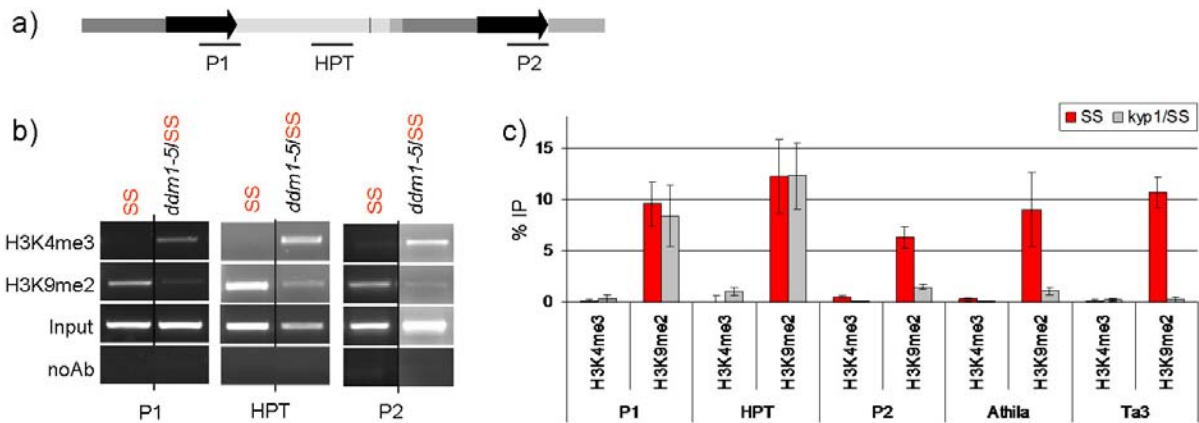 a)
P1 HPT P2
b)
SS ddm1-5/SS SS ddm1-5/SS SS ddm1-5/SS
H3K4me3
H3K9me2
Input
noAb
P1 HPT P2
c)
SS kyp1/SS
% IP
15
10
5
0
H3K4me3 H3K9me2 H3K4me3 H3K9me2 H3K4me3 H3K9me2 H3K4me3 H3K9me2 H3K4me3 H3K9me2
P1 HPT P2 Athila Ta3